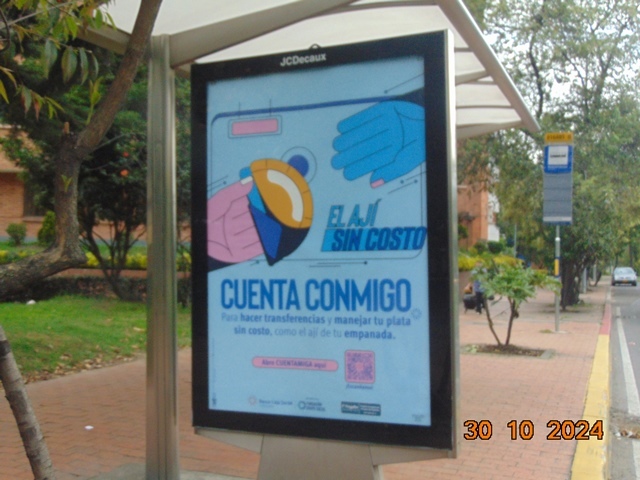 JCDecaux
EL AJÍ
SIN COSTO
CUENTA CONMIGO
Para hacer transferencias y manejar tu plata
sin costo, como el ají de tu empanada.
Abre CUENTAMIGA aquí
30 10 2024